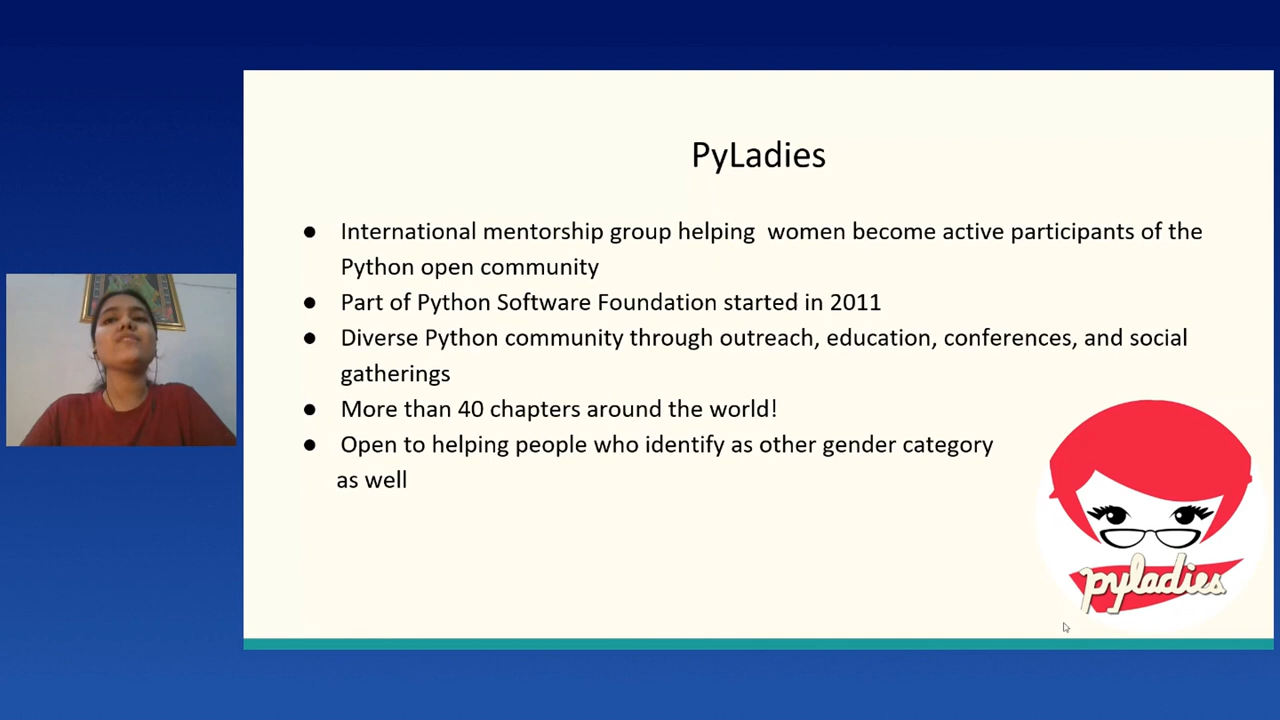 PyLadies
● International mentorship group helping  women become active participants of the
Python open community
● Part of Python Software Foundation started in 2011
● Diverse Python community through outreach, education, conferences, and social
gatherings
● More than 40 chapters around the world!
● Open to helping people who identify as other gender category
as well
pyladies